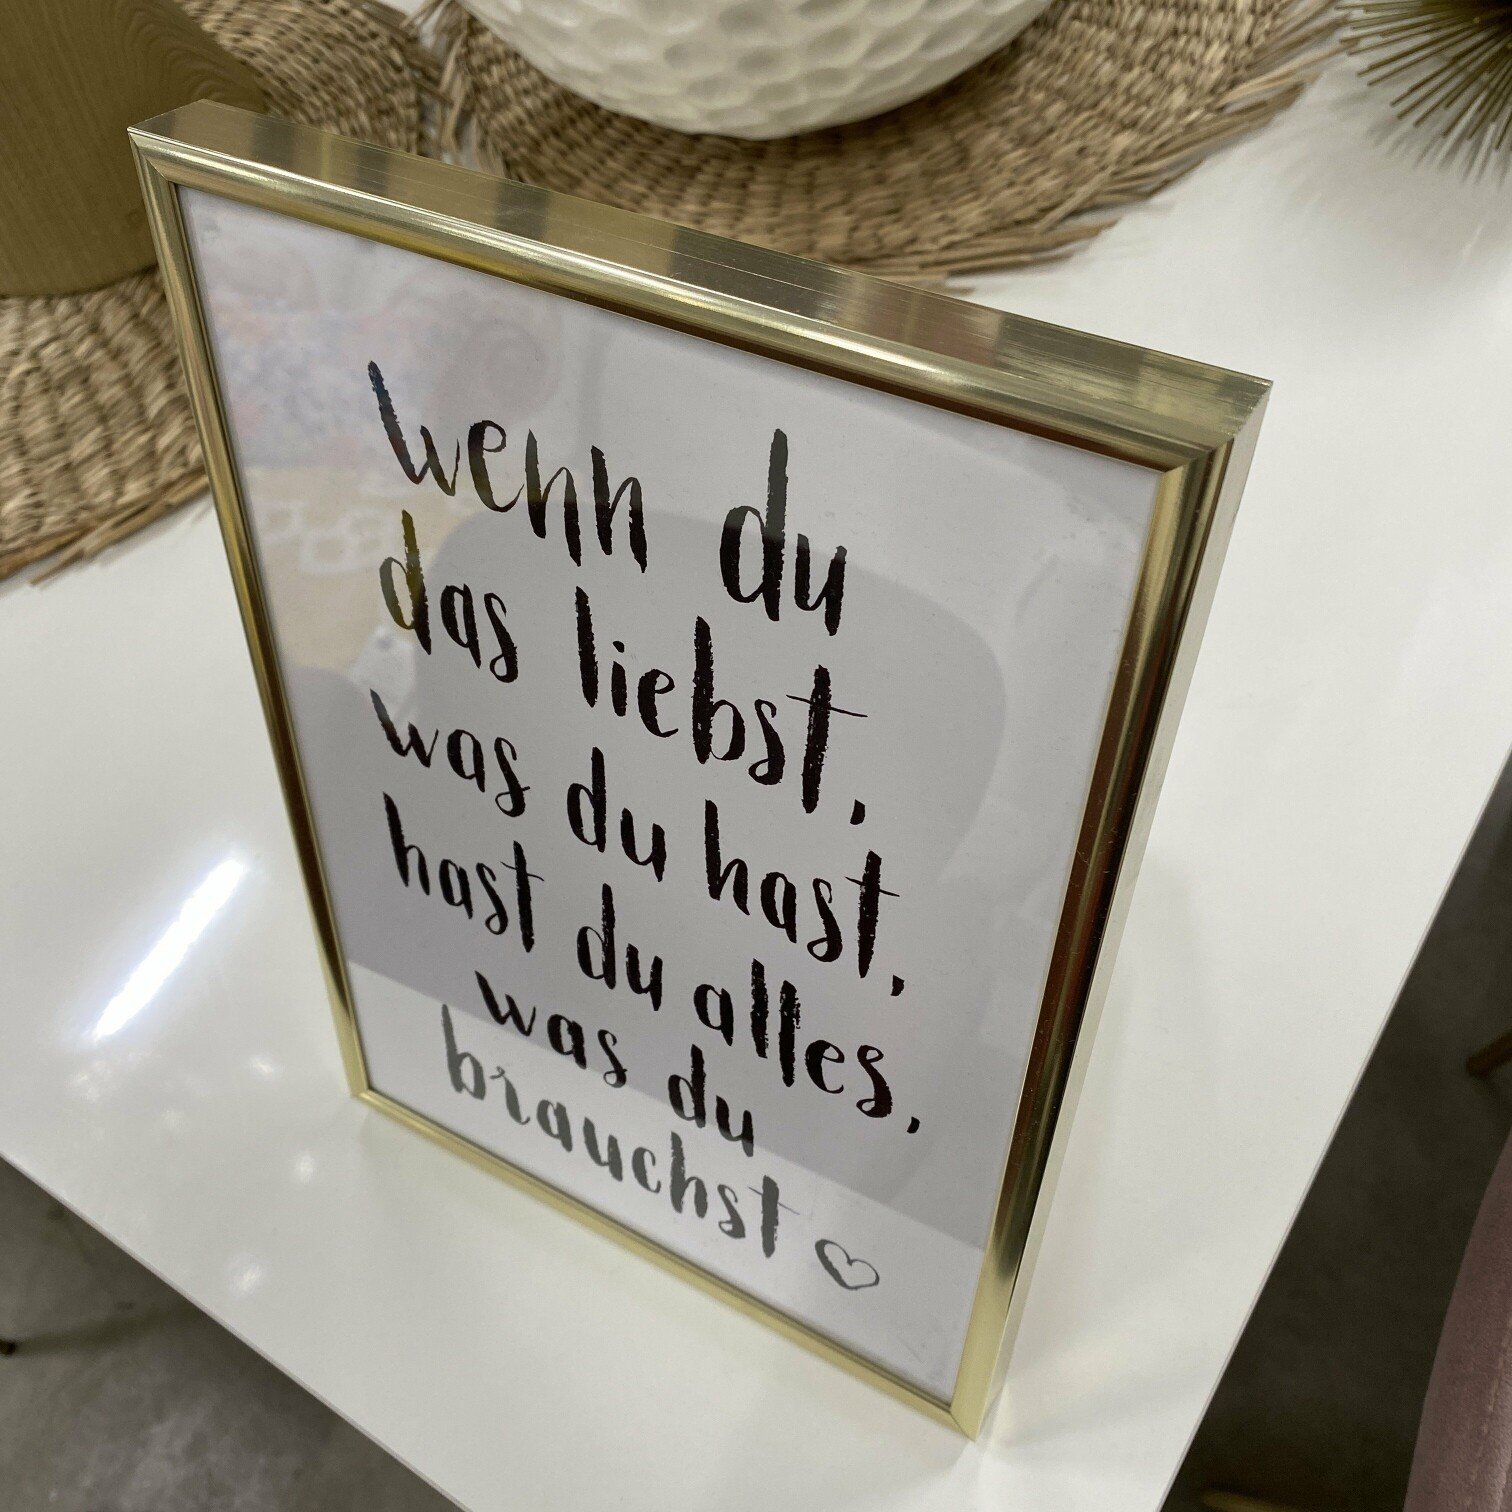 wenn du
das liebst,
was du hast,
hast du alles,
was du
brauchst ♡